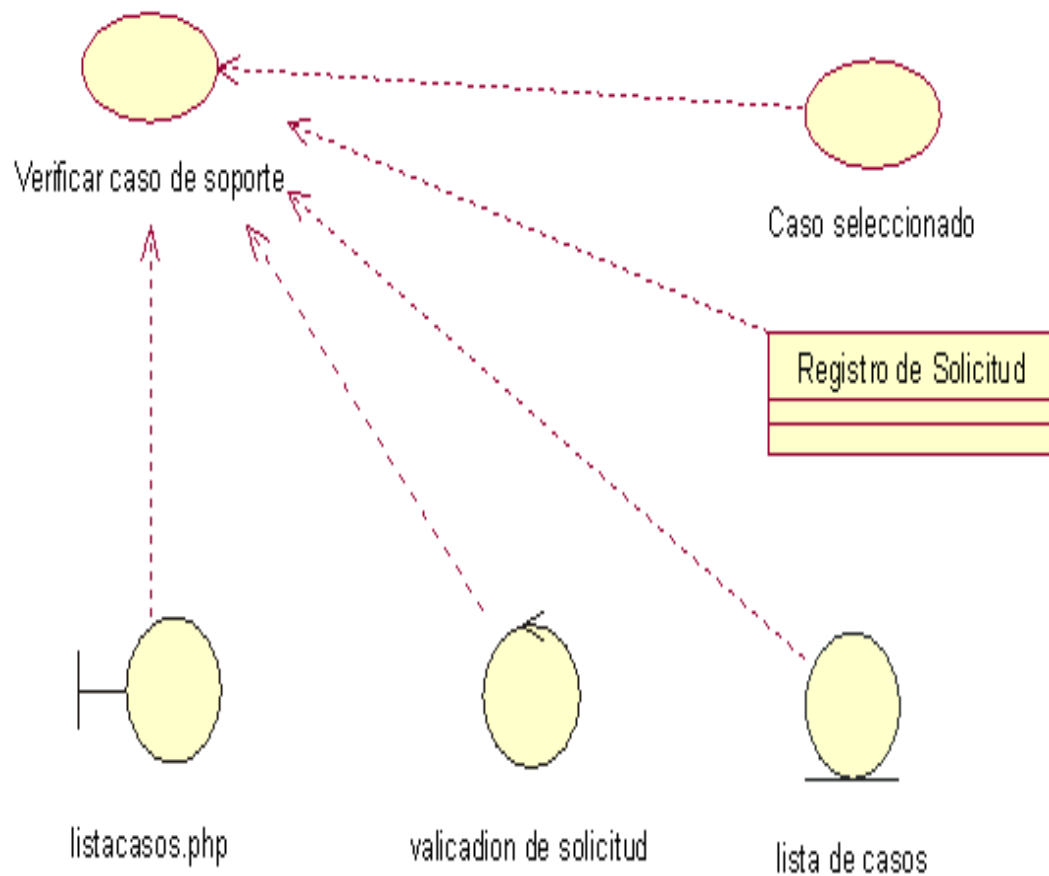 Verificar caso de soporte
Caso seleccionado
Registro de Solicitud
listacasos.php
valicadion de solicitud
lista de casos